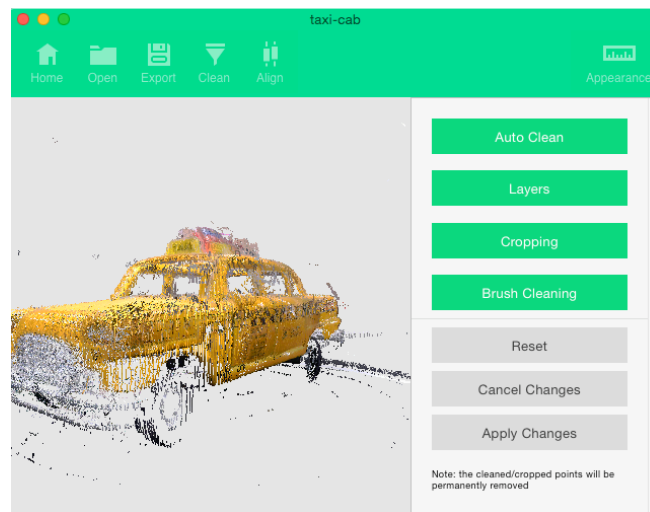 taxi-cab
Home Open Export Clean Align Appearance
Auto Clean
Layers
Cropping
Brush Cleaning
Reset
Cancel Changes
Apply Changes
Note: the cleaned/cropped points will be
permanently removed